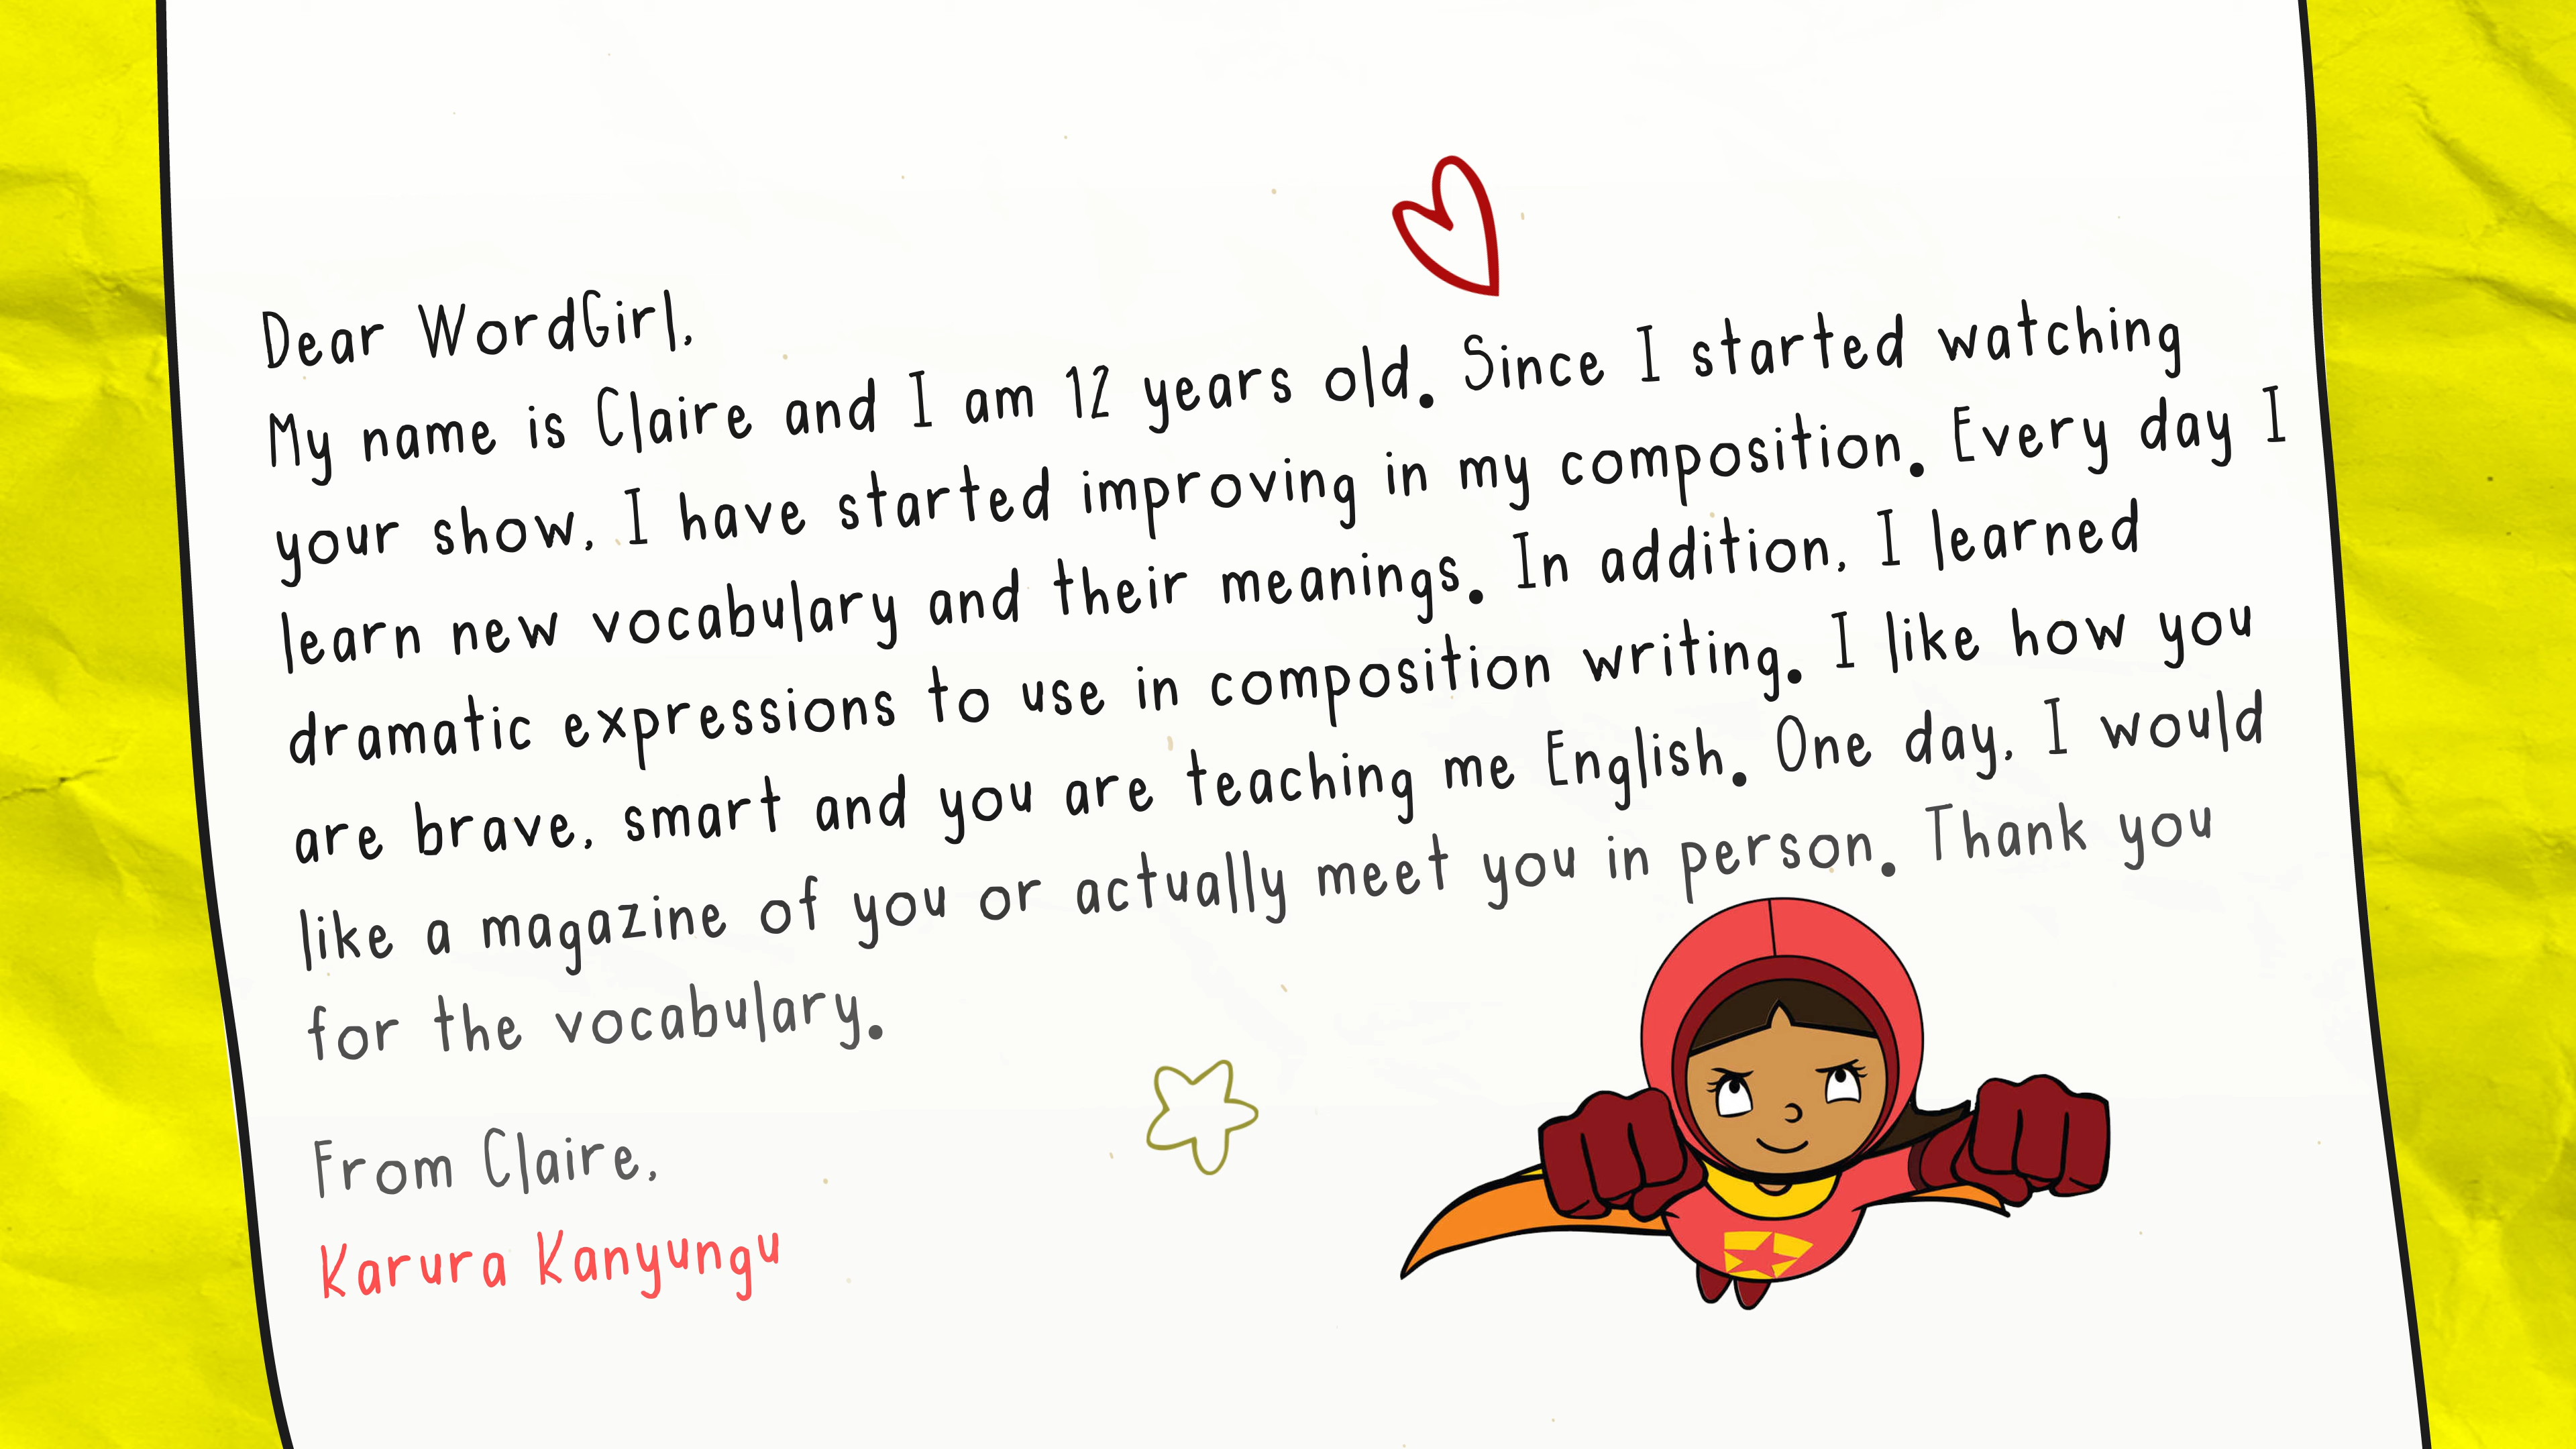 Dear WordGirl,
My name is Claire and I am 12 years old. Since I started watching
your show, I have started improving in my composition. Every day I
learn new vocabulary and their meanings. In addition, I learned
dramatic expressions to use in composition writing. I like how you
are brave, smart and you are teaching me English. One day, I would
like a magazine of you or actually meet you in person. Thank you
for the vocabulary.
From Claire,
Karura Kanyungu